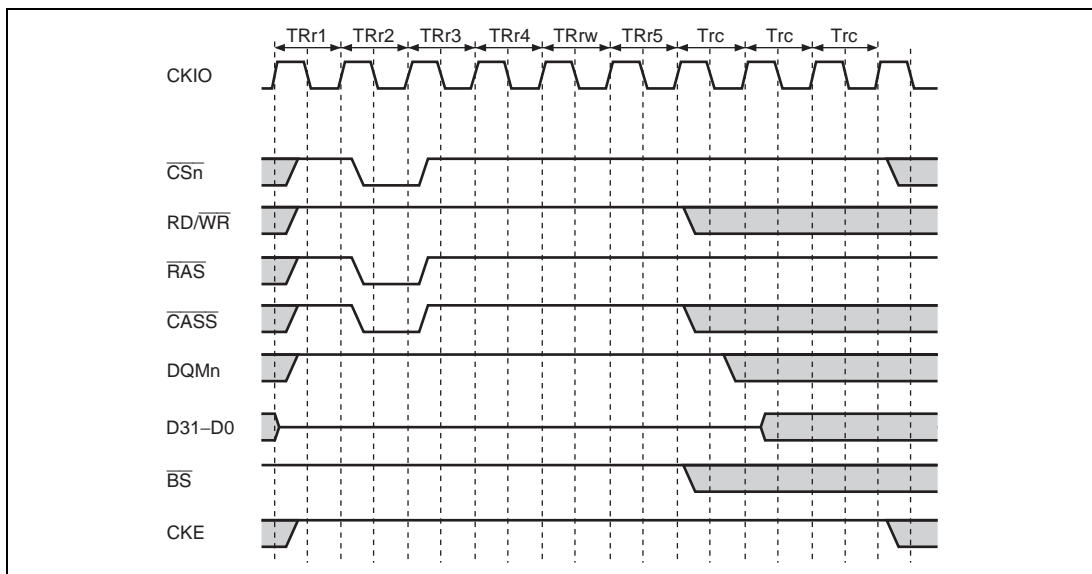 TRr1 TRr2 TRr3 TRr4 TRrw TRr5 Trc Trc Trc
CKIO
CSn
RD/WR
RAS
CASS
DQMn
D31–D0
BS
CKE